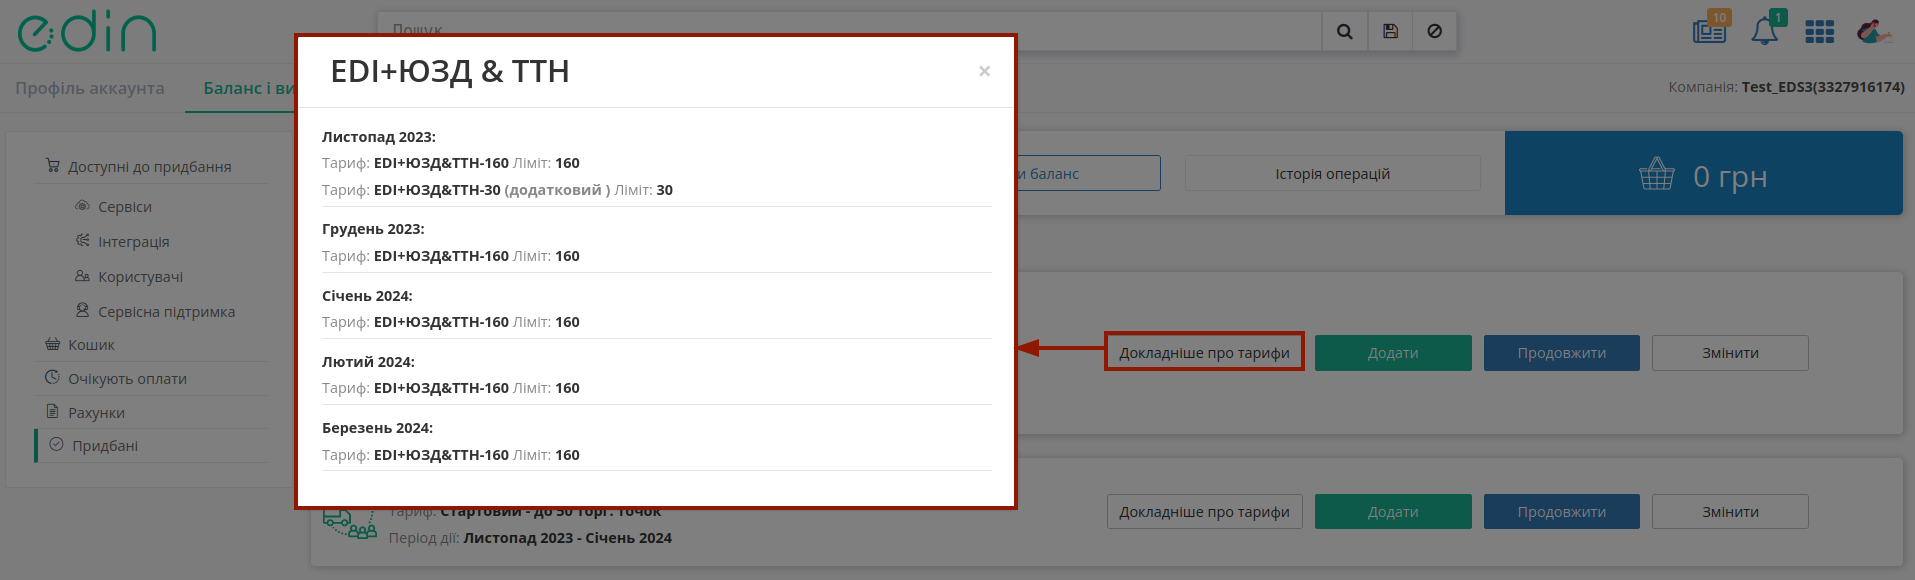 edin
Пошук
10
1
Профіль аккаунта
Баланс і ви
Компанія: Test_EDS3(3327916174)
Доступні до придбання
Сервіси
Інтеграція
Користувачі
Сервісна підтримка
Кошик
Очікують оплати
Рахунки
Придбані
EDI+ЮЗД & ТТН
×
Листопад 2023:
Тариф: EDI+ЮЗД&ТТН-160 Ліміт: 160
Тариф: EDI+ЮЗД&ТТН-30 (додатковий ) Ліміт: 30
Грудень 2023:
Тариф: EDI+ЮЗД&ТТН-160 Ліміт: 160
Січень 2024:
Тариф: EDI+ЮЗД&ТТН-160 Ліміт: 160
Лютий 2024:
Тариф: EDI+ЮЗД&ТТН-160 Ліміт: 160
Березень 2024:
Тариф: EDI+ЮЗД&ТТН-160 Ліміт: 160
и баланс
Історія операцій
0 грн
Докладніше про тарифи
Додати
Продовжити
Змінити
Тариф: Стартовий - до 50 торг. точок
Період дії: Листопад 2023 - Січень 2024
Докладніше про тарифи
Додати
Продовжити
Змінити